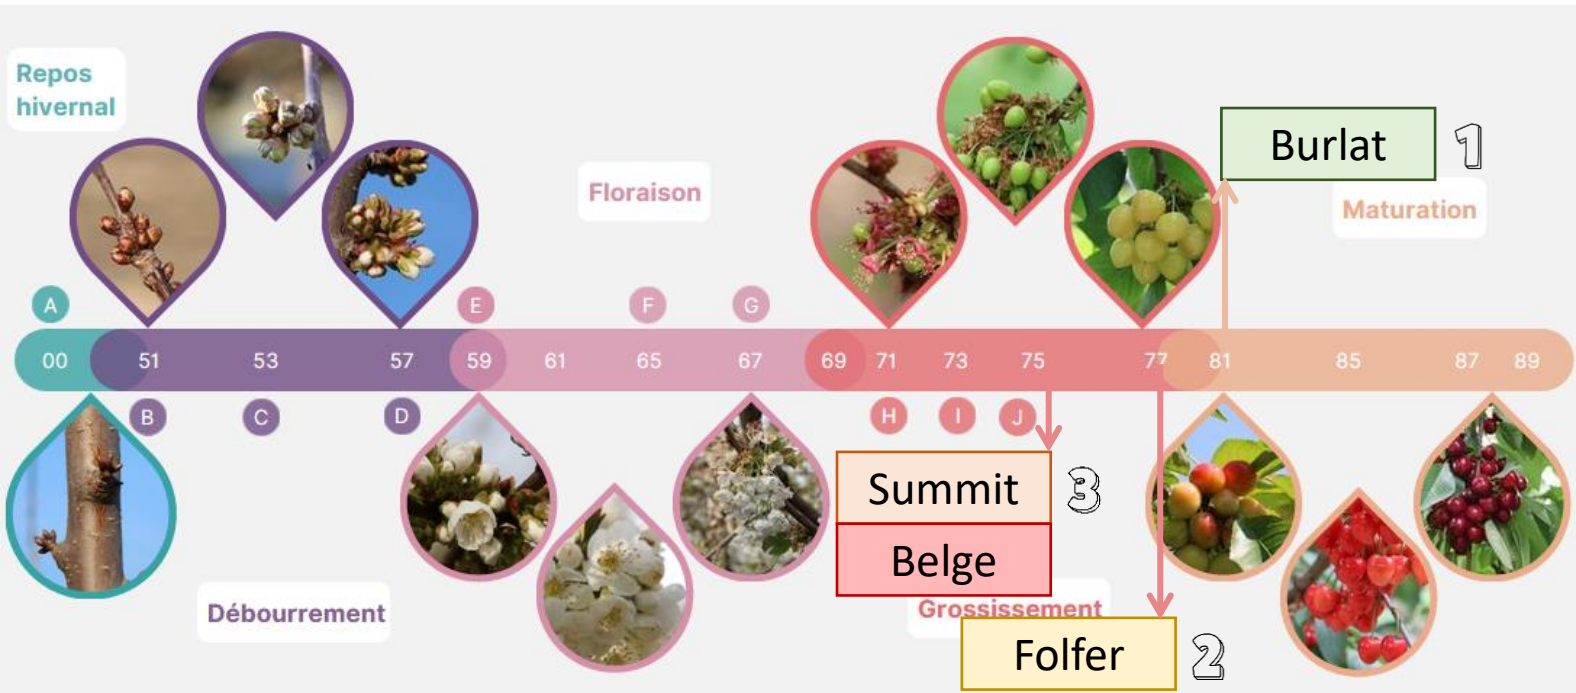 Repos
hivernal
Burlat
1
Floraison
Maturation
A
E
F
G
00
51
53
57
59
61
65
67
69
71
73
75
77
81
85
87
89
B
C
D
H
I
J
Summit
3
Belge
Débourrement
Grossissement
Folfer
2